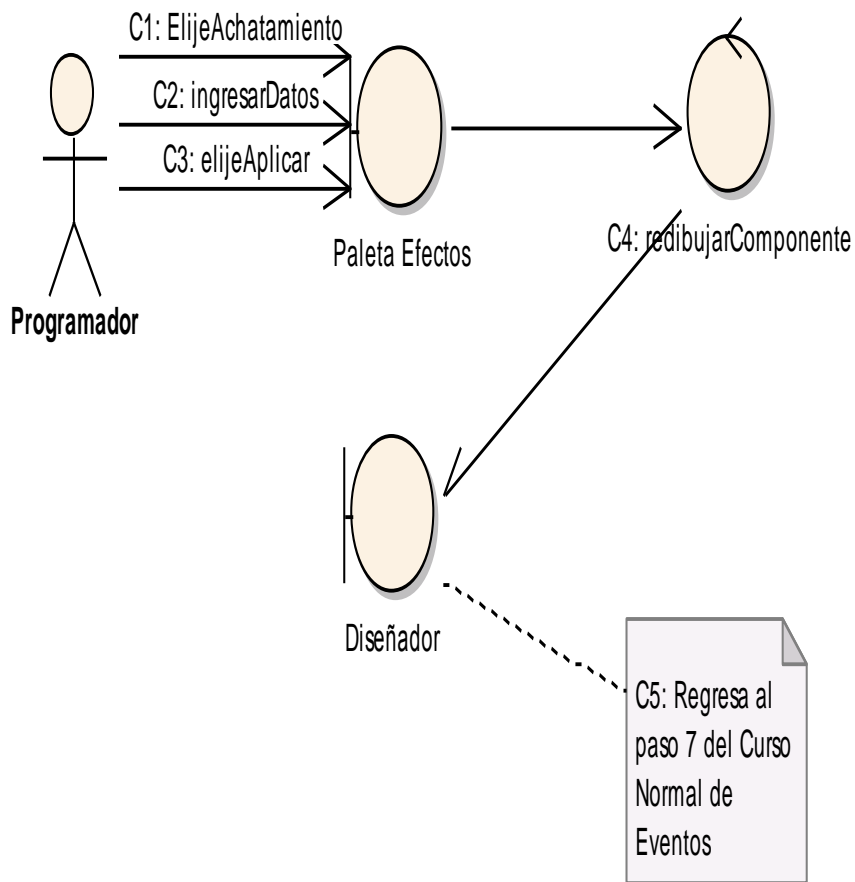 C1: ElijeAchatamiento
C2: ingresarDatos
C3: elijeAplicar
Programador
Paleta Efectos
C4: redibujarComponente
Diseñador
C5: Regresa al
paso 7 del Curso
Normal de
Eventos